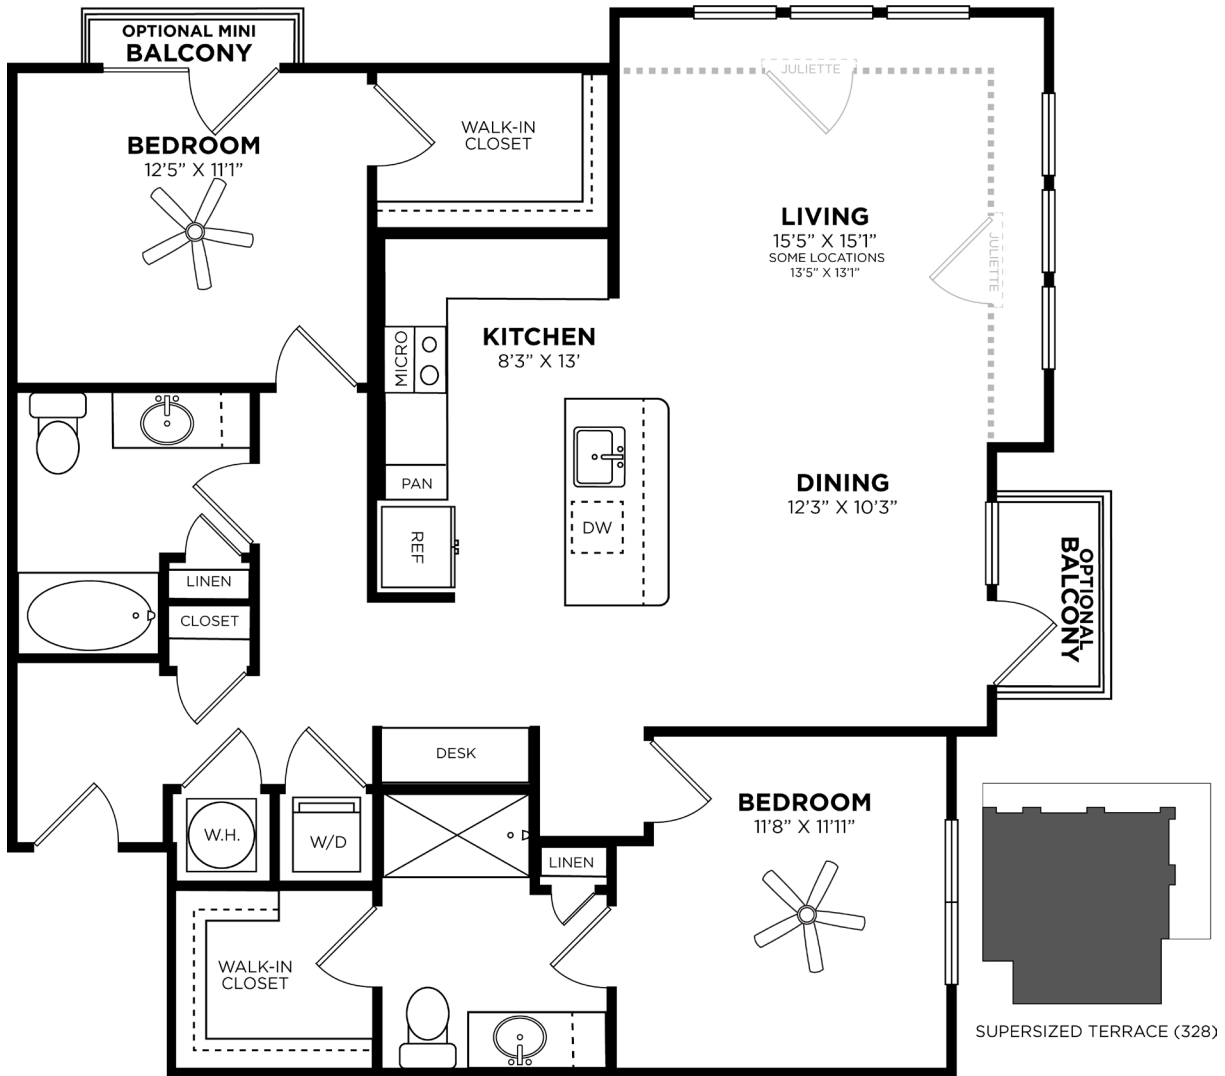 OPTIONAL MINI
BALCONY
JULIETTE
BEDROOM
12'5” X 11'1”
WALK-IN
CLOSET
LIVING
15'5” X 15'1”
SOME LOCATIONS
13'5” X 13'1”
JULIETTE
KITCHEN
8'3” X 13'
MICRO
PAN
REF
DW
DINING
12'3” X 10'3”
OPTIONAL
BALCONY
LINEN
CLOSET
DESK
W.H.
W/D
BEDROOM
11'8” X 11'11”
LINEN
WALK-IN
CLOSET
SUPERSIZED TERRACE (328)